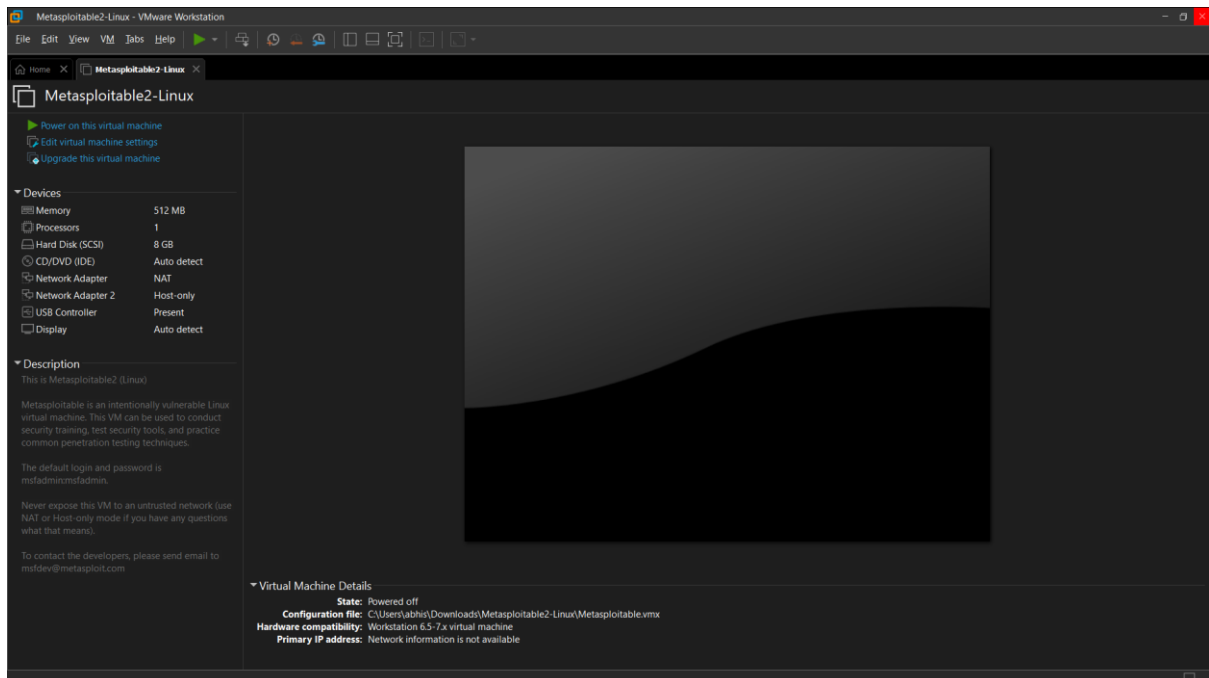 Metasploitable2-Linux - VMware Workstation
File Edit View VM Tabs Help
Home Metasploitable2-Linux
Metasploitable2-Linux
Power on this virtual machine
Edit virtual machine settings
Upgrade this virtual machine
Devices
Memory 512 MB
Processors 1
Hard Disk (SCSI) 8 GB
CD/DVD (IDE) Auto detect
Network Adapter NAT
Network Adapter 2 Host-only
USB Controller Present
Display Auto detect
Description
This is Metasploitable2 (Linux)
Metasploitable is an intentionally vulnerable Linux
virtual machine. This VM can be used to conduct
security training, test security tools, and practice
common penetration testing techniques.
The default login and password is
msfadmin:msfadmin.
Never expose this VM to an untrusted network (use
NAT or Host-only mode if you have any questions
what that means).
To contact the developers, please send email to
msfdev@metasploit.com
Virtual Machine Details
State: Powered off
Configuration file: C:\Users\abhis\Downloads\Metasploitable2-Linux\Metasploitable.vmx
Hardware compatibility: Workstation 6.5-7.x virtual machine
Primary IP address: Network information is not available